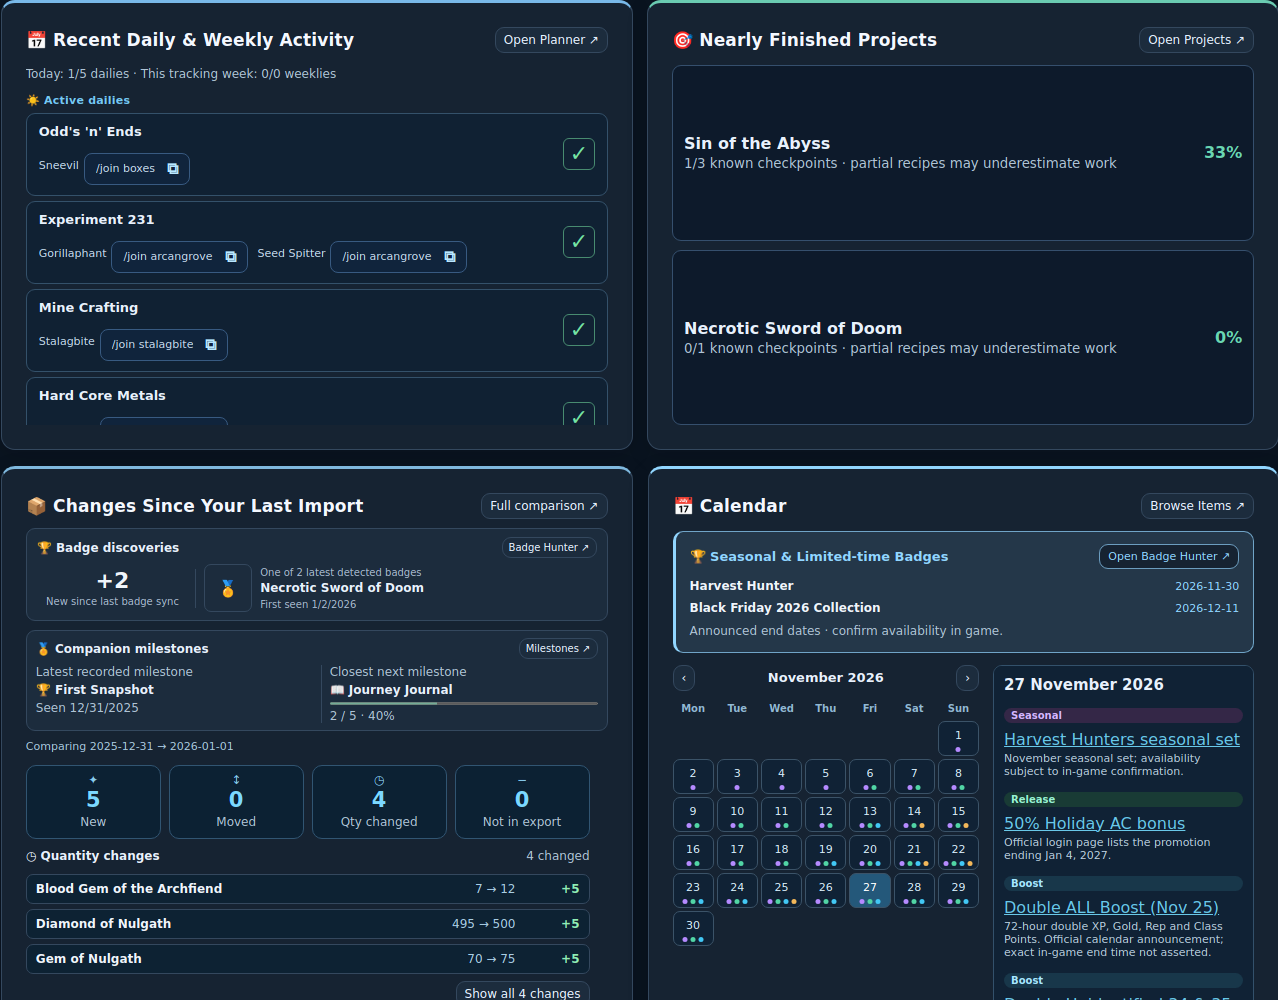 📅 Recent Daily & Weekly Activity
Open Planner ↗
Today: 1/5 dailies · This tracking week: 0/0 weeklies
☀️ Active dailies
Odd's 'n' Ends
Sneevil /join boxes ⧉
✓
Experiment 231
Gorillaphant /join arcangrove ⧉ Seed Spitter /join arcangrove ⧉
✓
Mine Crafting
Stalagbite /join stalagbite ⧉
✓
Hard Core Metals
✓
🎯 Nearly Finished Projects
Open Projects ↗
Sin of the Abyss
1/3 known checkpoints · partial recipes may underestimate work
33%
Necrotic Sword of Doom
0/1 known checkpoints · partial recipes may underestimate work
0%
📦 Changes Since Your Last Import
Full comparison ↗
🏆 Badge discoveries
Badge Hunter ↗
+2
New since last badge sync
🏅
One of 2 latest detected badges
Necrotic Sword of Doom
First seen 1/2/2026
🏅 Companion milestones
Milestones ↗
Latest recorded milestone
🏆 First Snapshot
Seen 12/31/2025
Closest next milestone
📖 Journey Journal
2 / 5 · 40%
Comparing 2025-12-31 → 2026-01-01
✦
5
New
↕
0
Moved
◷
4
Qty changed
−
0
Not in export
◷ Quantity changes
4 changed
Blood Gem of the Archfiend 7 → 12 +5
Diamond of Nulgath 495 → 500 +5
Gem of Nulgath 70 → 75 +5
Show all 4 changes
📅 Calendar
Browse Items ↗
🏆 Seasonal & Limited-time Badges
Open Badge Hunter ↗
Harvest Hunter 2026-11-30
Black Friday 2026 Collection 2026-12-11
Announced end dates · confirm availability in game.
‹ November 2026 ›
Mon Tue Wed Thu Fri Sat Sun
1
2 3 4 5 6 7 8
9 10 11 12 13 14 15
16 17 18 19 20 21 22
23 24 25 26 27 28 29
30
27 November 2026
Seasonal
Harvest Hunters seasonal set
November seasonal set; availability
subject to in-game confirmation.
Release
50% Holiday AC bonus
Official login page lists the promotion
ending Jan 4, 2027.
Boost
Double ALL Boost (Nov 25)
72-hour double XP, Gold, Rep and Class
Points. Official calendar announcement;
exact in-game end time not asserted.
Boost